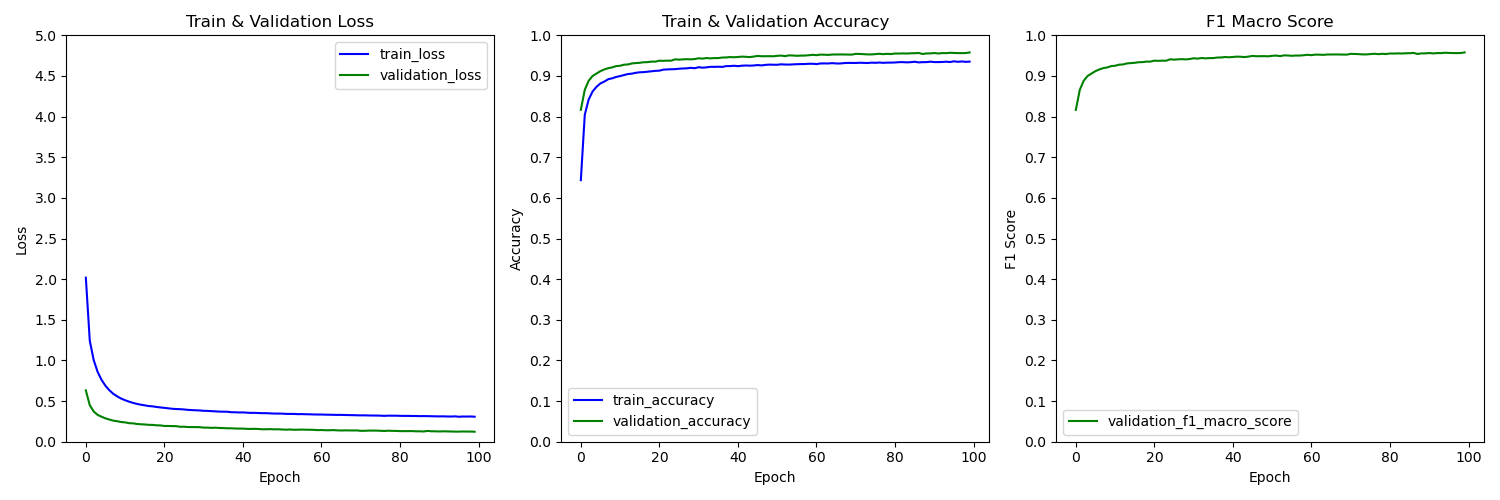 Train & Validation Loss
5.0
4.5
4.0
3.5
3.0
2.5
2.0
1.5
1.0
0.5
0.0
Loss
0 20 40 60 80 100
Epoch
train_loss
validation_loss
Train & Validation Accuracy
1.0
0.9
0.8
0.7
0.6
0.5
0.4
0.3
0.2
0.1
0.0
Accuracy
0 20 40 60 80 100
Epoch
train_accuracy
validation_accuracy
F1 Macro Score
1.0
0.9
0.8
0.7
0.6
0.5
0.4
0.3
0.2
0.1
0.0
F1 Score
0 20 40 60 80 100
Epoch
validation_f1_macro_score